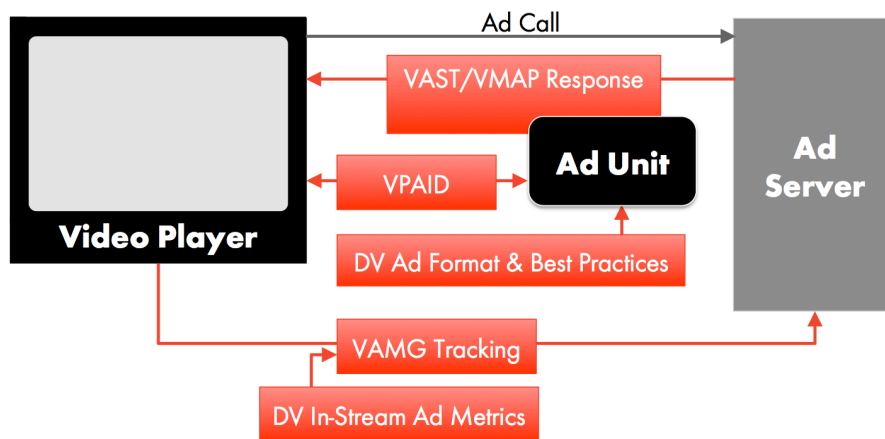 Ad Call
VAST/VMAP Response
Ad Unit
Ad
Server
VPAID
Video Player
DV Ad Format & Best Practices
VAMG Tracking
DV In-Stream Ad Metrics